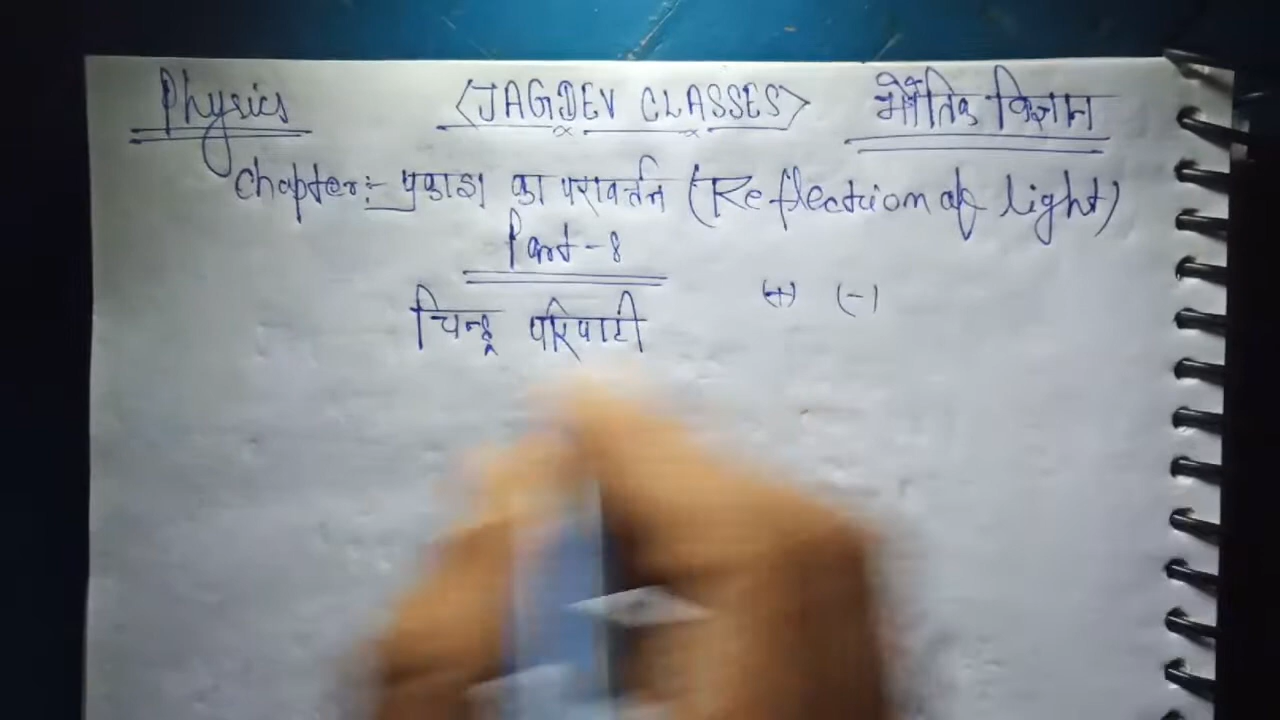 Physics <JAGDEV CLASSES> भौतिक विज्ञान
Chapter:- प्रकाश का परावर्तन (Reflection of light)
Part-8
चिन्ह परिपाटी (+) (-)